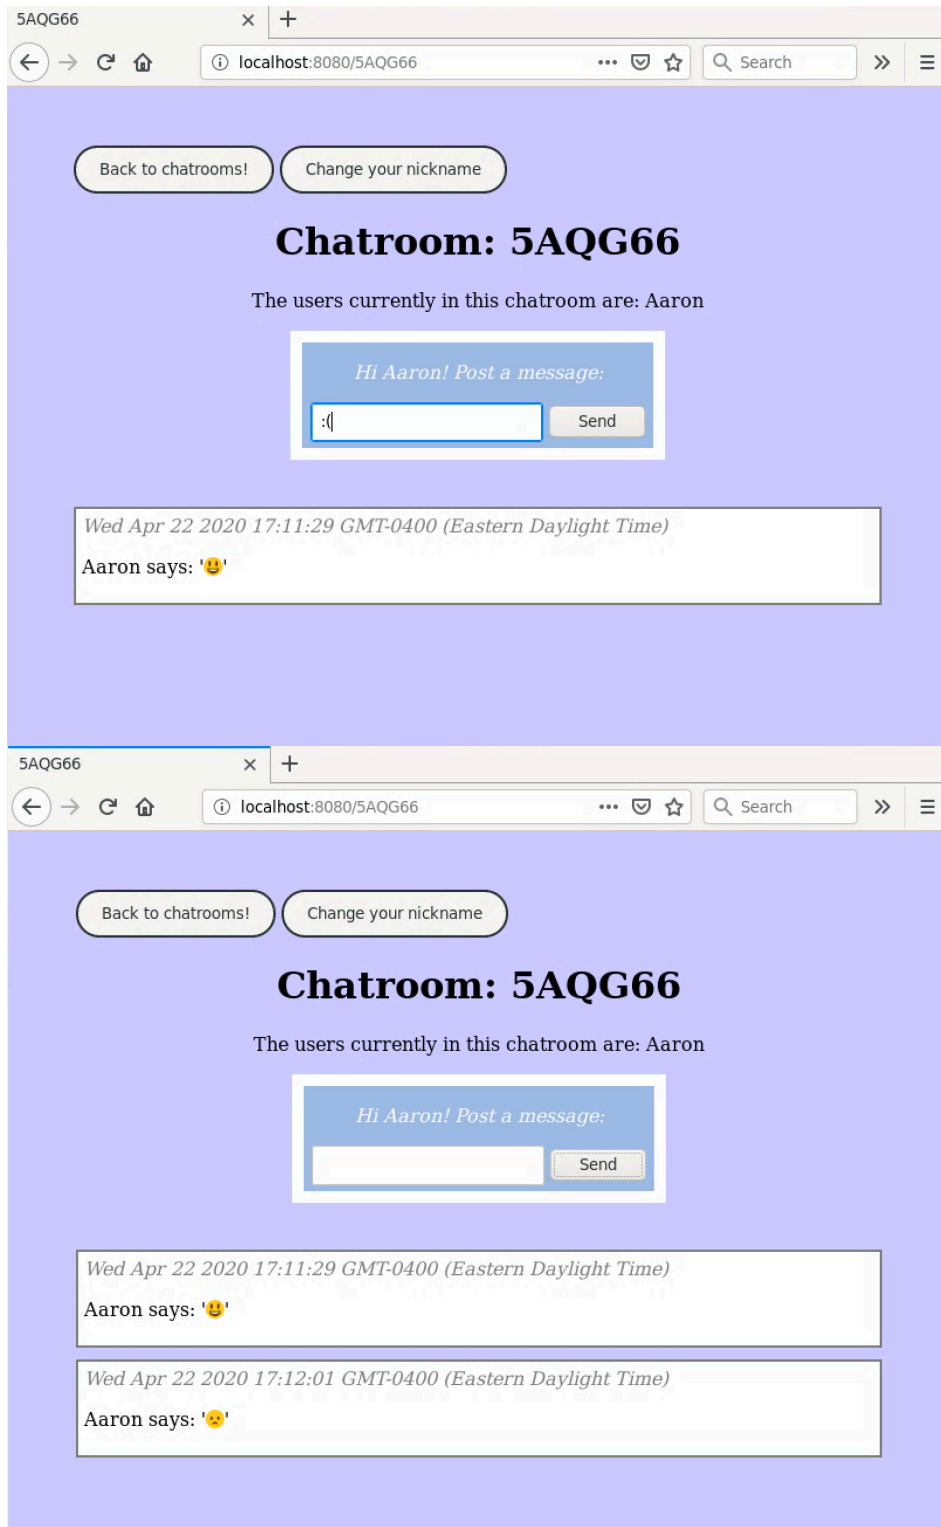 5AQG66
localhost:8080/5AQG66 Search
Back to chatrooms! Change your nickname
Chatroom: 5AQG66
The users currently in this chatroom are: Aaron
Hi Aaron! Post a message:
:( Send
Wed Apr 22 2020 17:11:29 GMT-0400 (Eastern Daylight Time)
Aaron says: '😃'
5AQG66
localhost:8080/5AQG66 Search
Back to chatrooms! Change your nickname
Chatroom: 5AQG66
The users currently in this chatroom are: Aaron
Hi Aaron! Post a message:
Send
Wed Apr 22 2020 17:11:29 GMT-0400 (Eastern Daylight Time)
Aaron says: '😃'
Wed Apr 22 2020 17:12:01 GMT-0400 (Eastern Daylight Time)
Aaron says: '😞'